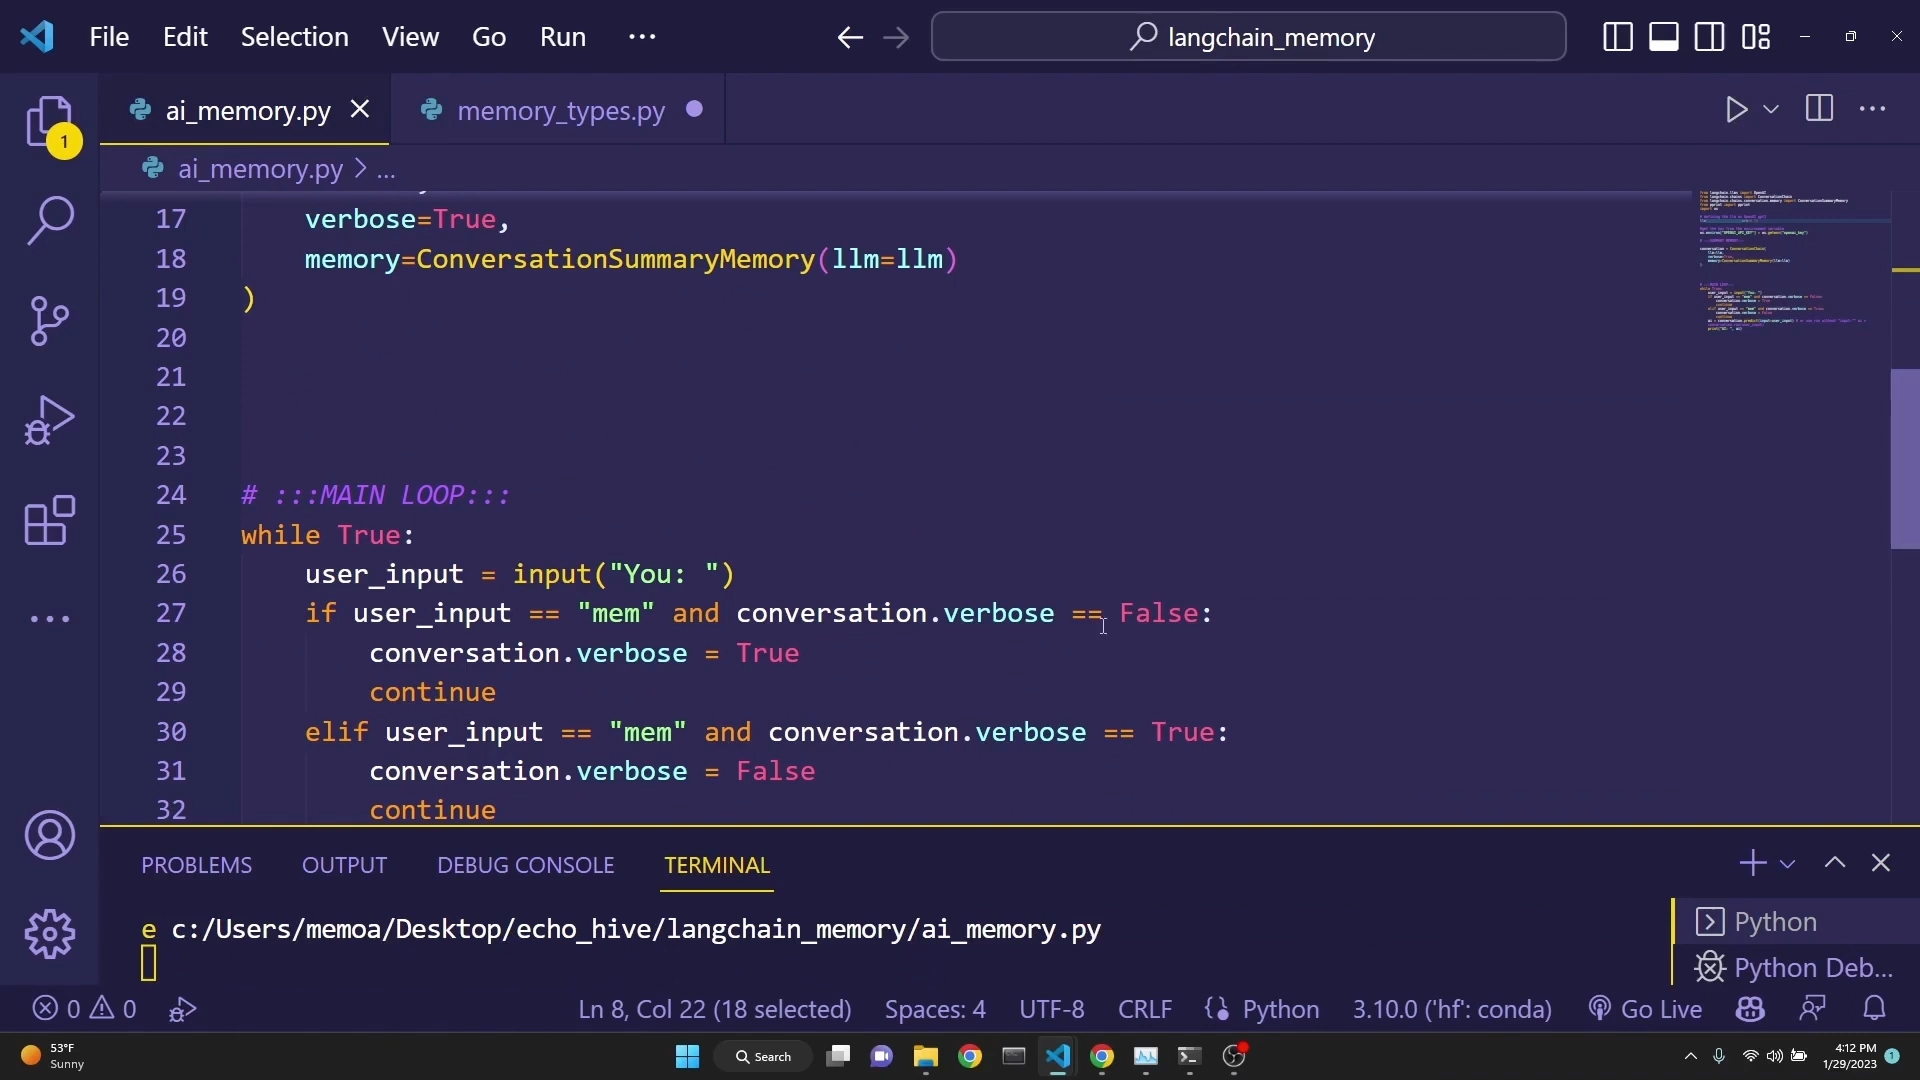 File Edit Selection View Go Run ... langchain_memory
ai_memory.py memory_types.py
1
ai_memory.py > ...
17 verbose=True,
18 memory=ConversationSummaryMemory(llm=llm)
19 )
20
21
22
23
24 # :::MAIN LOOP:::
25 while True:
26 user_input = input("You: ")
27 if user_input == "mem" and conversation.verbose == False:
28 conversation.verbose = True
29 continue
30 elif user_input == "mem" and conversation.verbose == True:
31 conversation.verbose = False
32 continue
PROBLEMS OUTPUT DEBUG CONSOLE TERMINAL
e c:/Users/memoa/Desktop/echo_hive/langchain_memory/ai_memory.py
Python
Python Deb...
0 0 Ln 8, Col 22 (18 selected) Spaces: 4 UTF-8 CRLF Python 3.10.0 ('hf': conda) Go Live
53°F
Sunny
Search
4:12 PM
1/29/2023
1